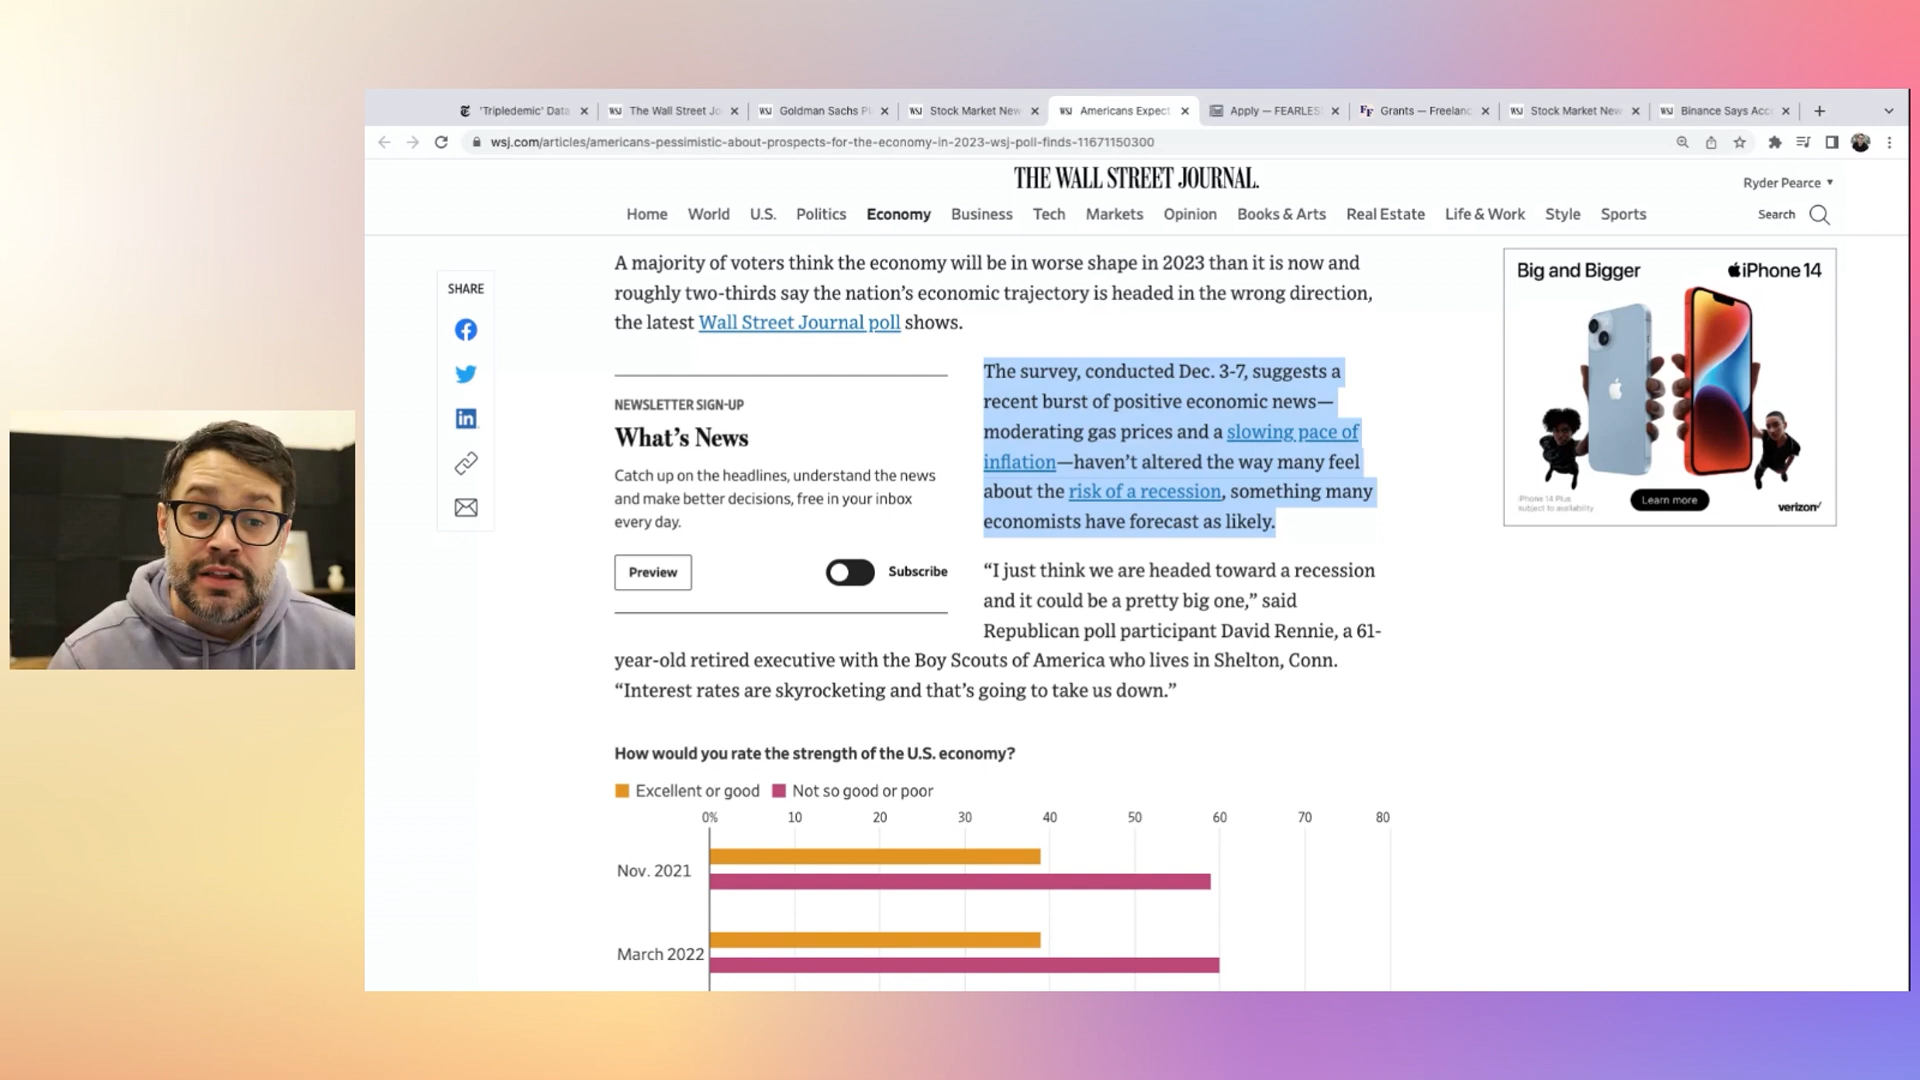 'Tripledemic' Data
The Wall Street Jo
Goldman Sachs Pl
Stock Market New
Americans Expect
Apply — FEARLES
Grants — Freelanc
Stock Market New
Binance Says Acc
wsj.com/articles/americans-pessimistic-about-prospects-for-the-economy-in-2023-wsj-poll-finds-11671150300
THE WALL STREET JOURNAL.
Ryder Pearce
Home World U.S. Politics Economy Business Tech Markets Opinion Books & Arts Real Estate Life & Work Style Sports
Search
SHARE
A majority of voters think the economy will be in worse shape in 2023 than it is now and
roughly two-thirds say the nation's economic trajectory is headed in the wrong direction,
the latest Wall Street Journal poll shows.
NEWSLETTER SIGN-UP
What's News
Catch up on the headlines, understand the news
and make better decisions, free in your inbox
every day.
Preview
Subscribe
The survey, conducted Dec. 3-7, suggests a
recent burst of positive economic news—
moderating gas prices and a slowing pace of
inflation—haven't altered the way many feel
about the risk of a recession, something many
economists have forecast as likely.
“I just think we are headed toward a recession
and it could be a pretty big one,” said
Republican poll participant David Rennie, a 61-
year-old retired executive with the Boy Scouts of America who lives in Shelton, Conn.
“Interest rates are skyrocketing and that's going to take us down.”
How would you rate the strength of the U.S. economy?
Excellent or good Not so good or poor
0% 10 20 30 40 50 60 70 80
Nov. 2021
March 2022
Big and Bigger
iPhone 14
iPhone 14 Plus
subject to availability
Learn more
verizon